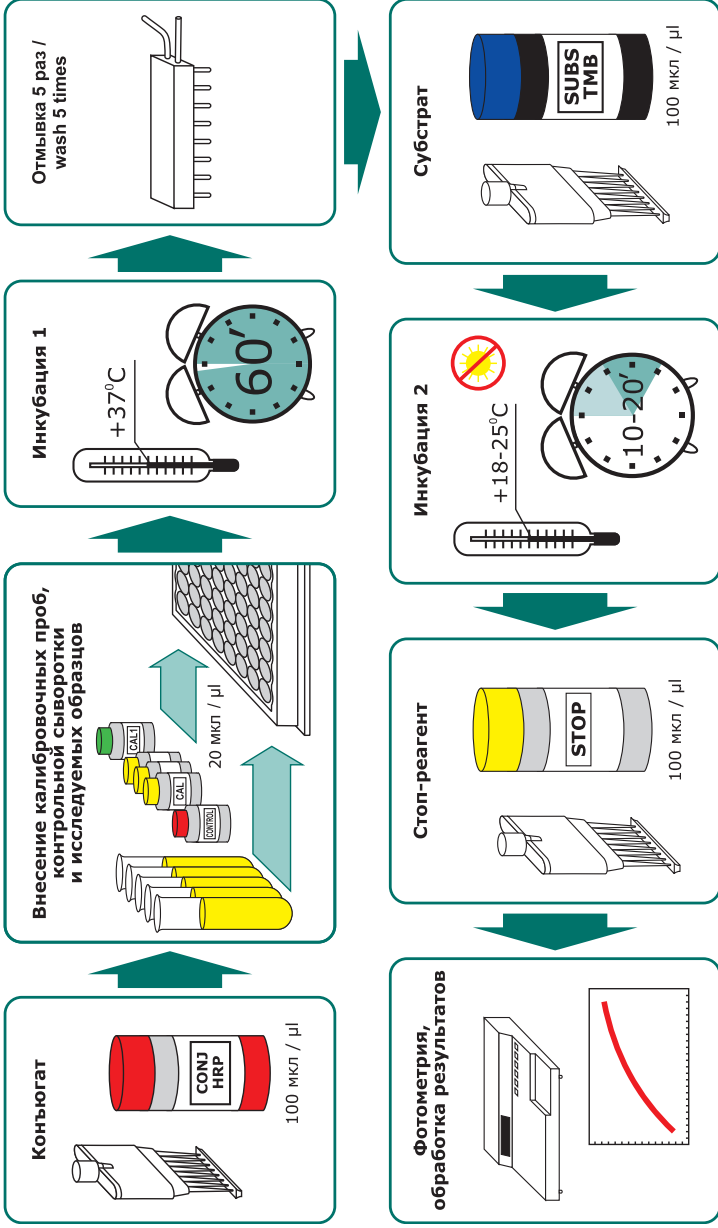 Конъюгат
CONJ
HRP
100 мкл / µl
Внесение калибровочных проб,
контрольной сыворотки
и исследуемых образцов
CAL1
CAL
CONTROL
20 мкл / µl
Инкубация 1
+37⁰C
60′
Отмывка 5 раз /
wash 5 times
Субстрат
SUBS
TMB
100 мкл / µl
Инкубация 2
+18-25⁰C
10-20′
Стоп-реагент
STOP
100 мкл / µl
Фотометрия,
обработка результатов